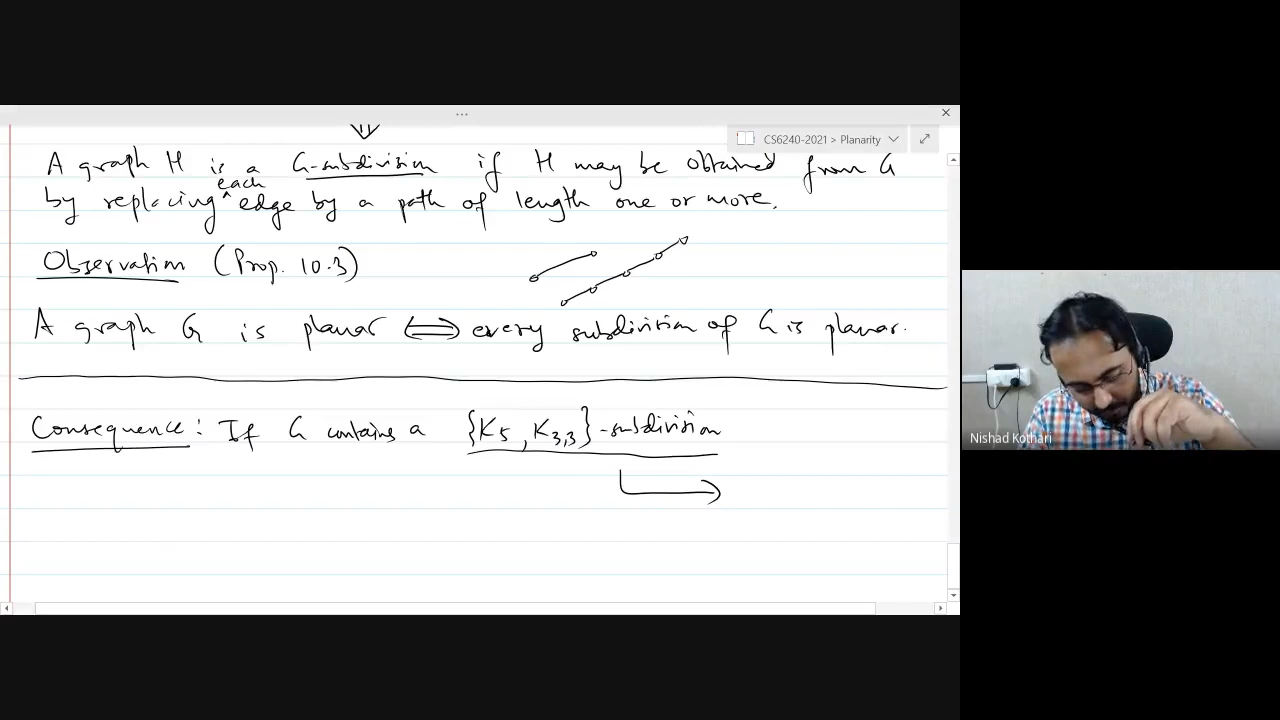 CS6240-2021 > Planarity
A graph H is a G-subdivision if H may be obtained from G
by replacing each edge by a path of length one or more.
Observation (Prop. 10.3)
A graph G is planar ⟺ every subdivision of G is planar.
Consequence: If G contains a {K5, K3,3}-subdivision
Nishad Kothari